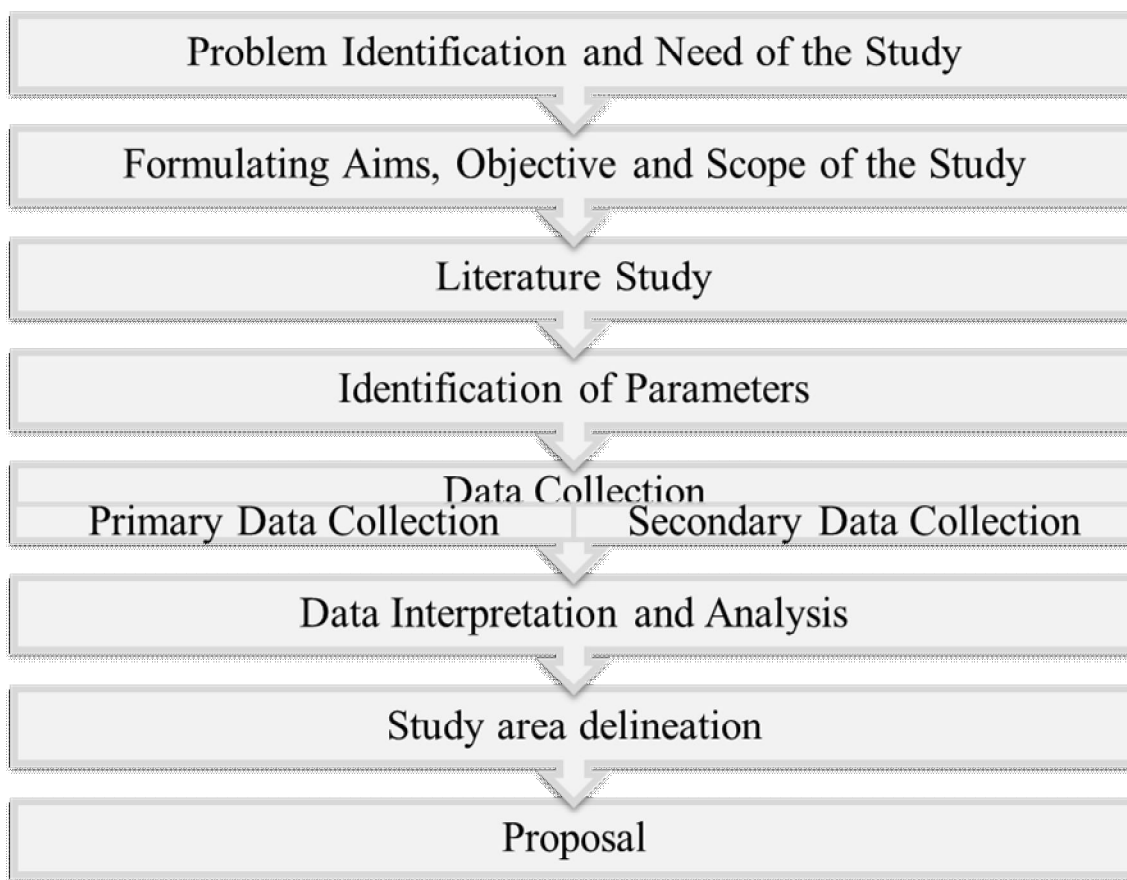 Problem Identification and Need of the Study
Formulating Aims, Objective and Scope of the Study
Literature Study
Identification of Parameters
Data Collection
Primary Data Collection
Secondary Data Collection
Data Interpretation and Analysis
Study area delineation
Proposal